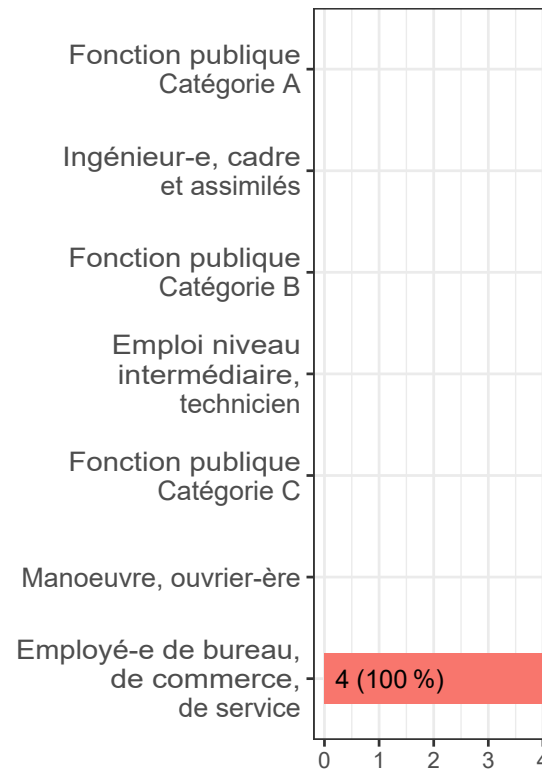 Fonction publique
Catégorie A
Ingénieur-e, cadre
et assimilés
Fonction publique
Catégorie B
Emploi niveau
intermédiaire,
technicien
Fonction publique
Catégorie C
Manoeuvre, ouvrier-ère
Employé-e de bureau,
de commerce,
de service
4 (100 %)
0 1 2 3 4